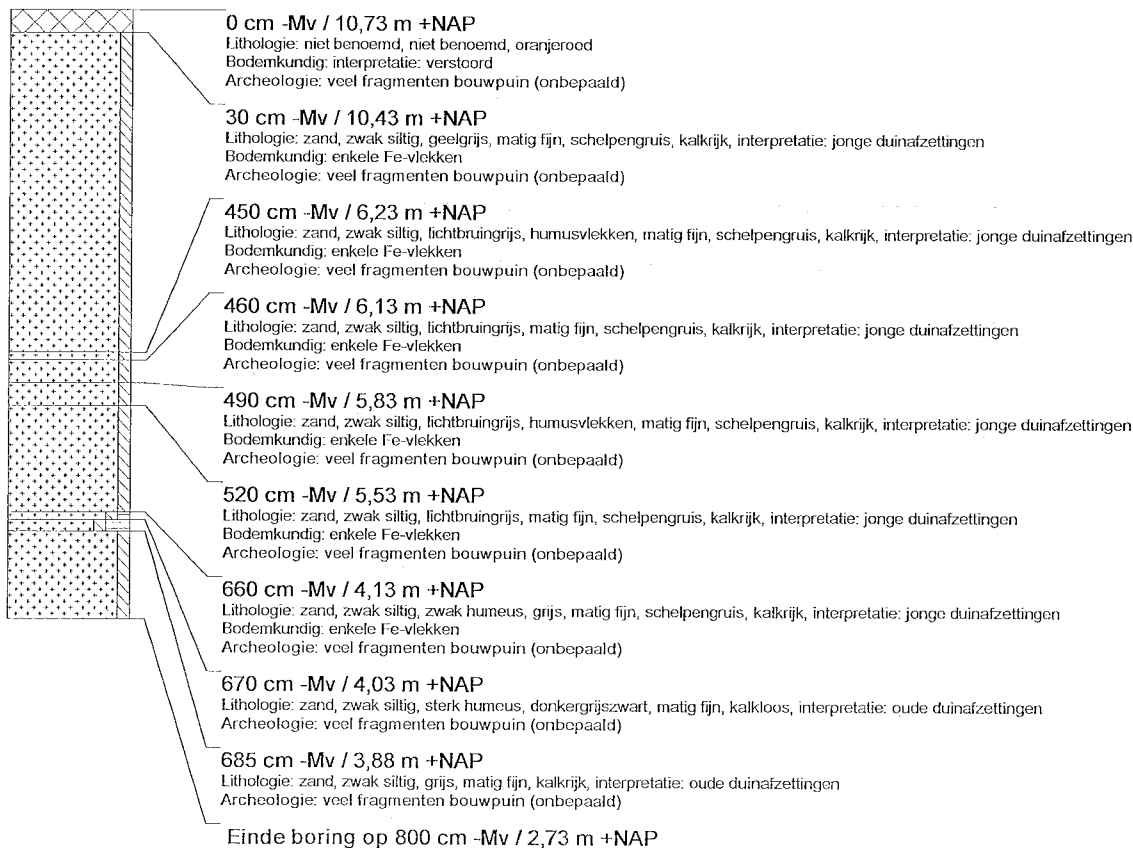 0 cm -Mv / 10,73 m +NAP
Lithologie: niet benoemd, niet benoemd, oranjerood
Bodemkundig: interpretatie: verstoord
Archeologie: veel fragmenten bouwpuin (onbepaald)
30 cm -Mv / 10,43 m +NAP
Lithologie: zand, zwak siltig, geelgrijs, matig fijn, schelpengruis, kalkrijk, interpretatie: jonge duinafzettingen
Bodemkundig: enkele Fe-vlekken
Archeologie: veel fragmenten bouwpuin (onbepaald)
450 cm -Mv / 6,23 m +NAP
Lithologie: zand, zwak siltig, lichtbruingrijs, humusvlekken, matig fijn, schelpengruis, kalkrijk, interpretatie: jonge duinafzettingen
Bodemkundig: enkele Fe-vlekken
Archeologie: veel fragmenten bouwpuin (onbepaald)
460 cm -Mv / 6,13 m +NAP
Lithologie: zand, zwak siltig, lichtbruingrijs, matig fijn, schelpengruis, kalkrijk, interpretatie: jonge duinafzettingen
Bodemkundig: enkele Fe-vlekken
Archeologie: veel fragmenten bouwpuin (onbepaald)
490 cm -Mv / 5,83 m +NAP
Lithologie: zand, zwak siltig, lichtbruingrijs, humusvlekken, matig fijn, schelpengruis, kalkrijk, interpretatie: jonge duinafzettingen
Bodemkundig: enkele Fe-vlekken
Archeologie: veel fragmenten bouwpuin (onbepaald)
520 cm -Mv / 5,53 m +NAP
Lithologie: zand, zwak siltig, lichtbruingrijs, matig fijn, schelpengruis, kalkrijk, interpretatie: jonge duinafzettingen
Bodemkundig: enkele Fe-vlekken
Archeologie: veel fragmenten bouwpuin (onbepaald)
660 cm -Mv / 4,13 m +NAP
Lithologie: zand, zwak siltig, zwak humeus, grijs, matig fijn, schelpengruis, kalkrijk, interpretatie: jonge duinafzettingen
Bodemkundig: enkele Fe-vlekken
Archeologie: veel fragmenten bouwpuin (onbepaald)
670 cm -Mv / 4,03 m +NAP
Lithologie: zand, zwak siltig, sterk humeus, donkergrijszwart, matig fijn, kalkloos, interpretatie: oude duinafzettingen
Archeologie: veel fragmenten bouwpuin (onbepaald)
685 cm -Mv / 3,88 m +NAP
Lithologie: zand, zwak siltig, grijs, matig fijn, kalkrijk, interpretatie: oude duinafzettingen
Archeologie: veel fragmenten bouwpuin (onbepaald)
Einde boring op 800 cm -Mv / 2,73 m +NAP